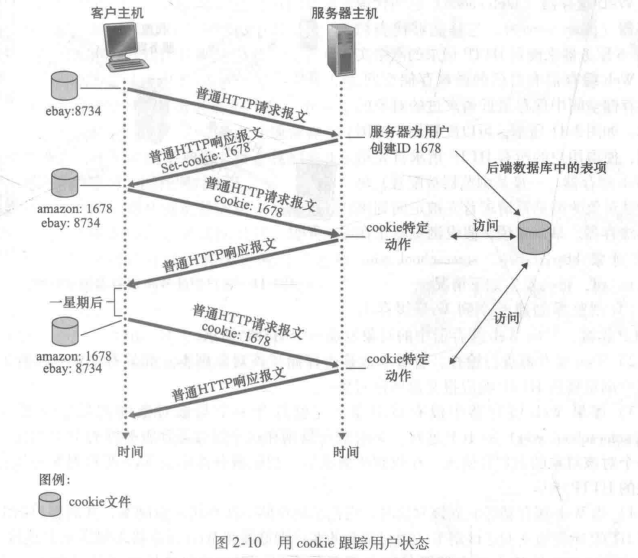 客户主机
服务器主机
ebay:8734
普通HTTP请求报文
服务器为用户
创建ID 1678
普通HTTP响应报文
Set-cookie: 1678
后端数据库中的表项
amazon: 1678
ebay: 8734
普通HTTP请求报文
cookie: 1678
cookie特定
动作
访问
普通HTTP响应报文
一星期后
访问
普通HTTP请求报文
cookie: 1678
amazon: 1678
ebay: 8734
cookie特定
动作
普通HTTP响应报文
时间
时间
图例:
cookie文件
图 2-10 用 cookie 跟踪用户状态